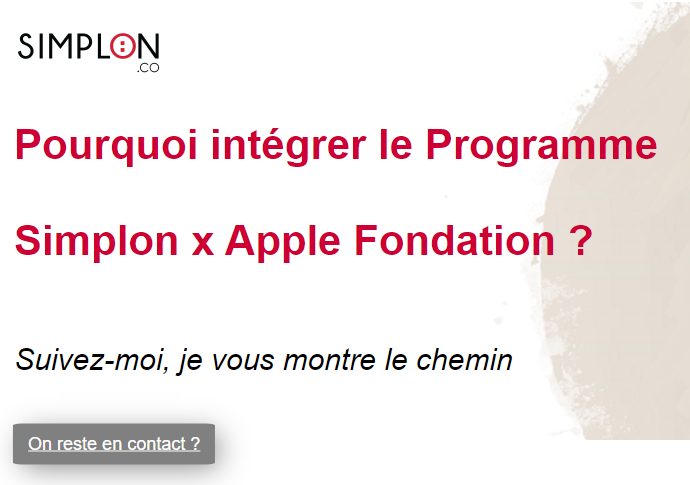 SIMPLON
.CO
Pourquoi intégrer le Programme
Simplon x Apple Fondation ?
Suivez-moi, je vous montre le chemin
On reste en contact ?